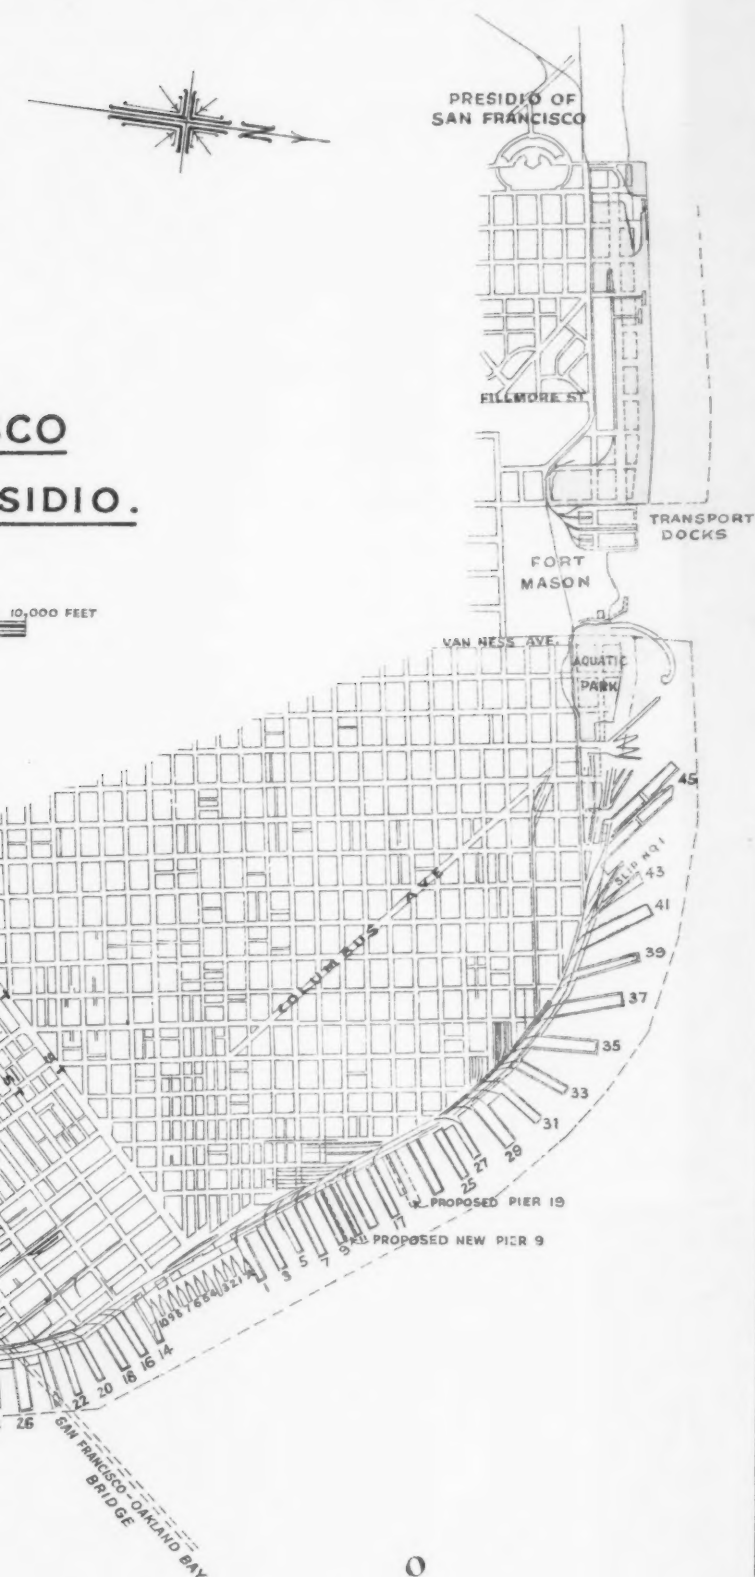 PRESIDIO OF
SAN FRANCISCO
N
SCO
SIDIO.
FILLMORE ST.
TRANSPORT
DOCKS
FORT
MASON
10,000 FEET
VAN NESS AVE.
AQUATIC
PARK
45
SLIP NO 1
43
41
COLUMBUS AVE
39
37
35
33
31
29
27
25
PROPOSED PIER 19
17
PROPOSED NEW PIER 9
9
7
5
3
1
14
16
18
20
22
24
26
SAN FRANCISCO-OAKLAND BAY
BRIDGE
O